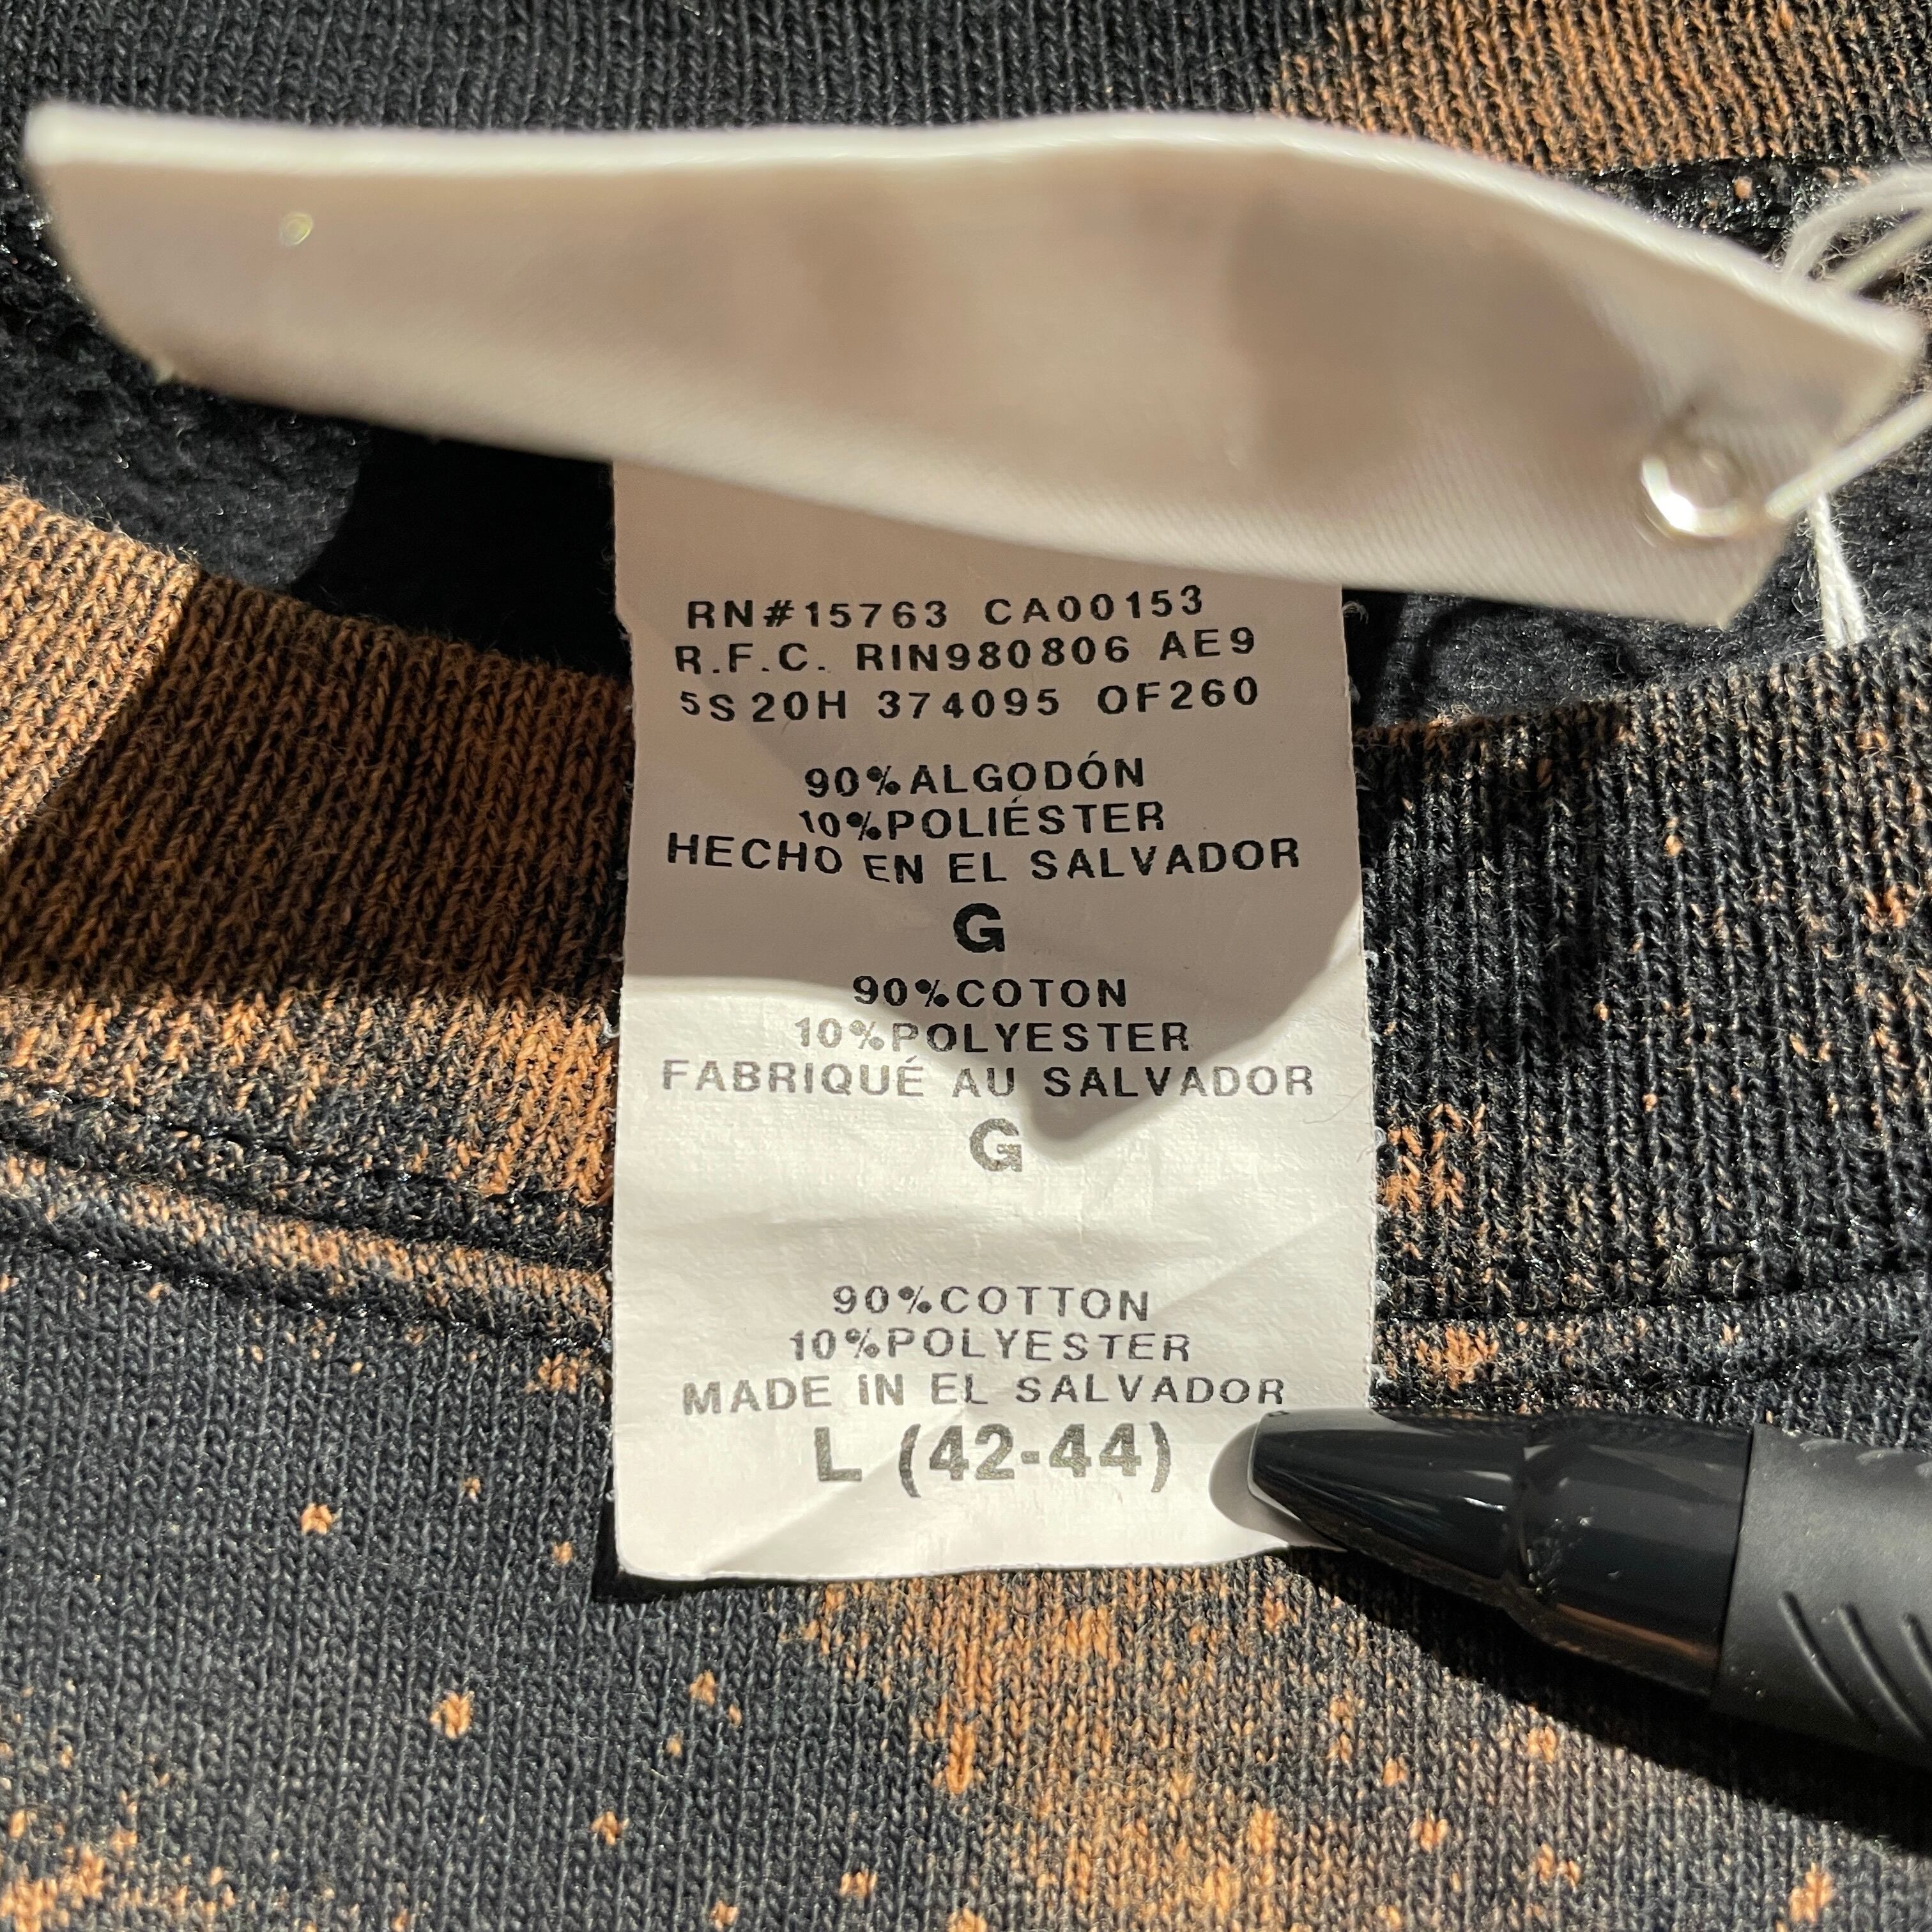 RN#15763 CA00153
R.F.C. RIN980806 AE9
5S20H 374095 OF260
90%ALGODÓN
10%POLIÉSTER
HECHO EN EL SALVADOR
G
90%COTON
10%POLYESTER
FABRIQUÉ AU SALVADOR
G
90%COTTON
10%POLYESTER
MADE IN EL SALVADOR
L (42-44)